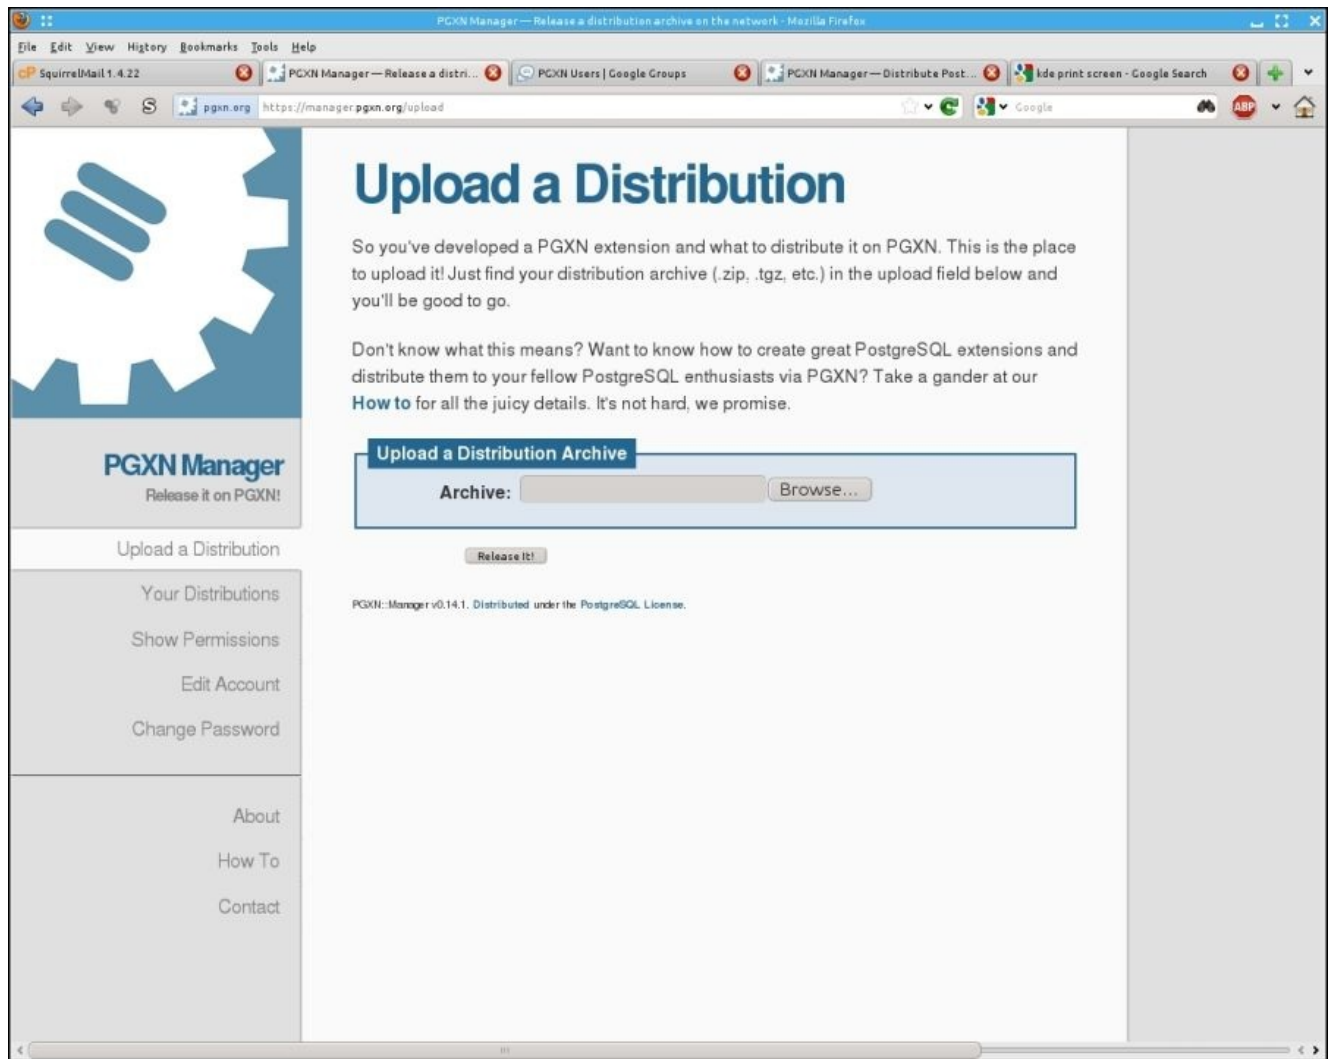 PGXN Manager — Release a distribution archive on the network - Mozilla Firefox
File Edit View History Bookmarks Tools Help
cP SquirrelMail 1.4.22
PGXN Manager — Release a distri...
PGXN Users | Google Groups
PGXN Manager — Distribute Post...
kde print screen - Google Search
S pgxn.org https://manager.pgxn.org/upload Google ABP
Upload a Distribution
So you've developed a PGXN extension and what to distribute it on PGXN. This is the place
to upload it! Just find your distribution archive (.zip, .tgz, etc.) in the upload field below and
you'll be good to go.
Don't know what this means? Want to know how to create great PostgreSQL extensions and
distribute them to your fellow PostgreSQL enthusiasts via PGXN? Take a gander at our
How to for all the juicy details. It's not hard, we promise.
Upload a Distribution Archive
Archive: Browse...
Release It!
PGXN::Manager v0.14.1. Distributed under the PostgreSQL License.
PGXN Manager
Release it on PGXN!
Upload a Distribution
Your Distributions
Show Permissions
Edit Account
Change Password
About
How To
Contact